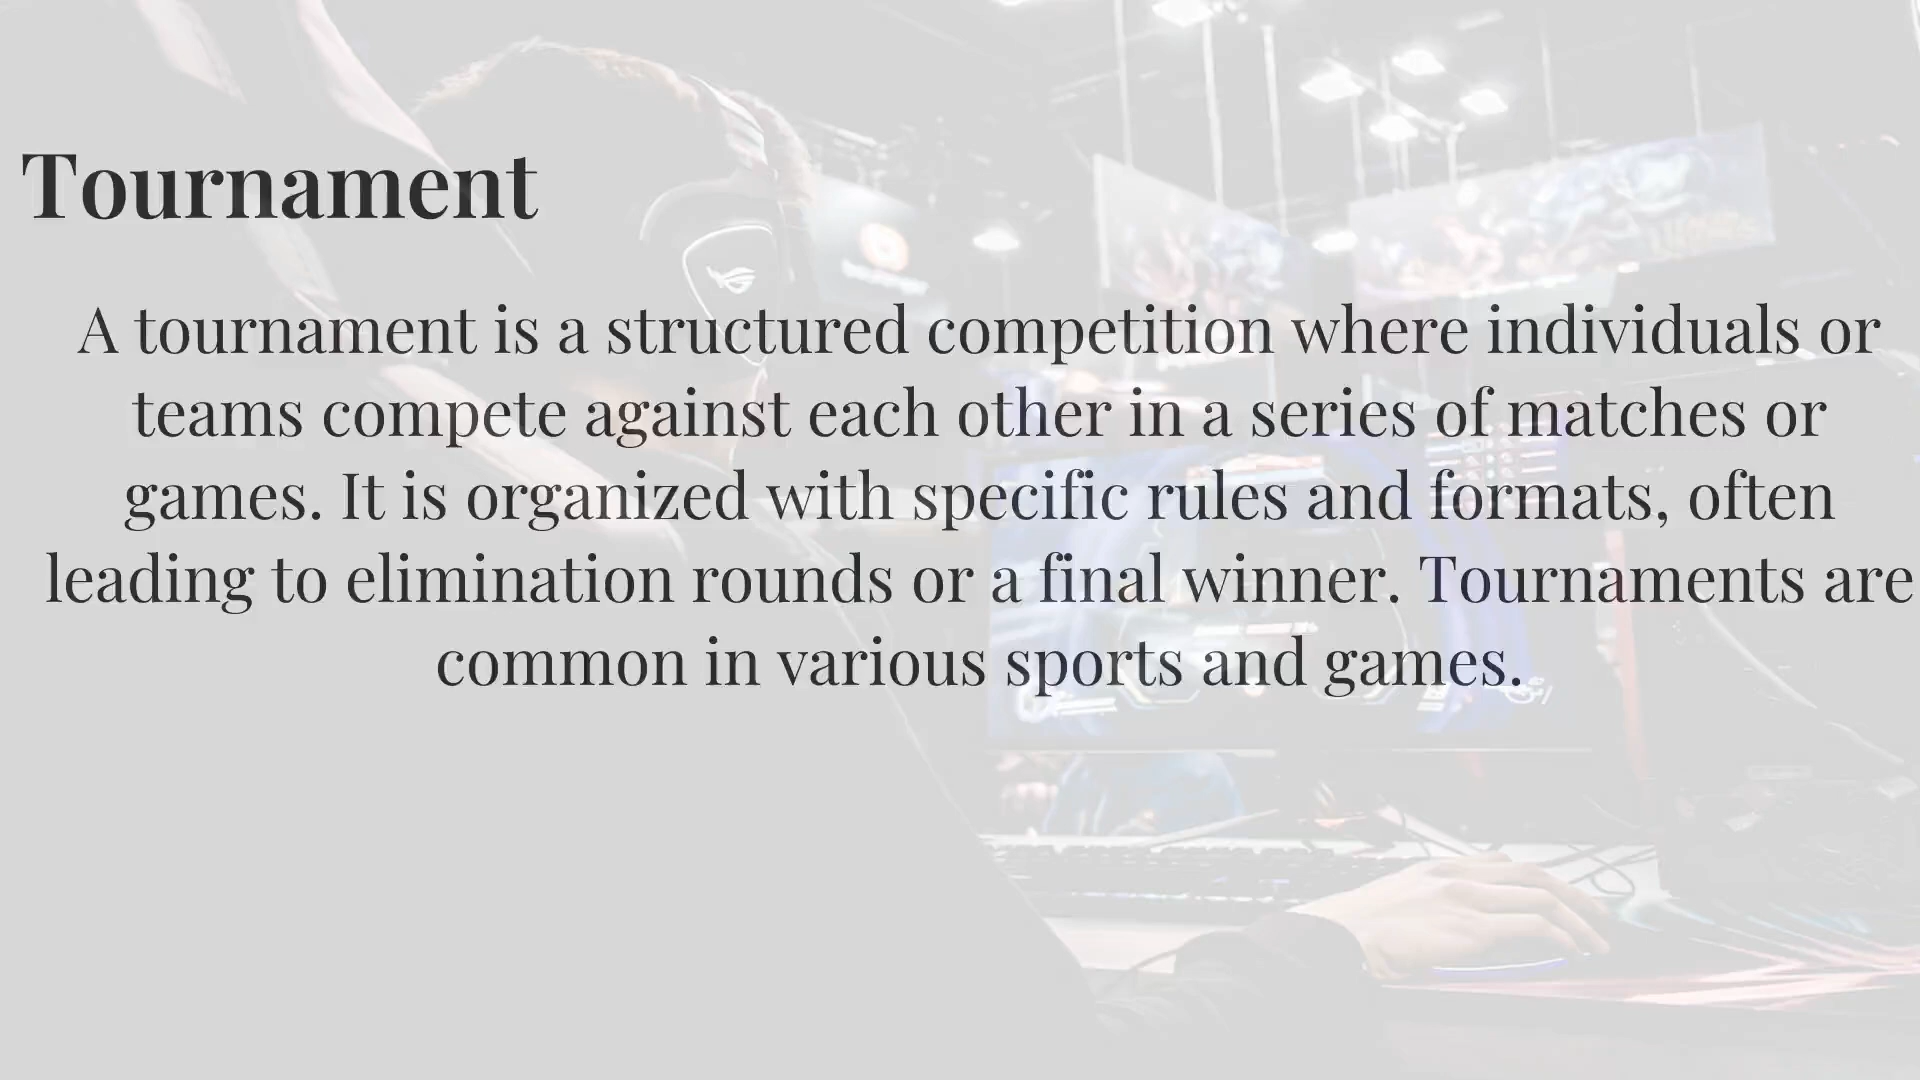 Tournament
A tournament is a structured competition where individuals or
teams compete against each other in a series of matches or
games. It is organized with specific rules and formats, often
leading to elimination rounds or a final winner. Tournaments are
common in various sports and games.